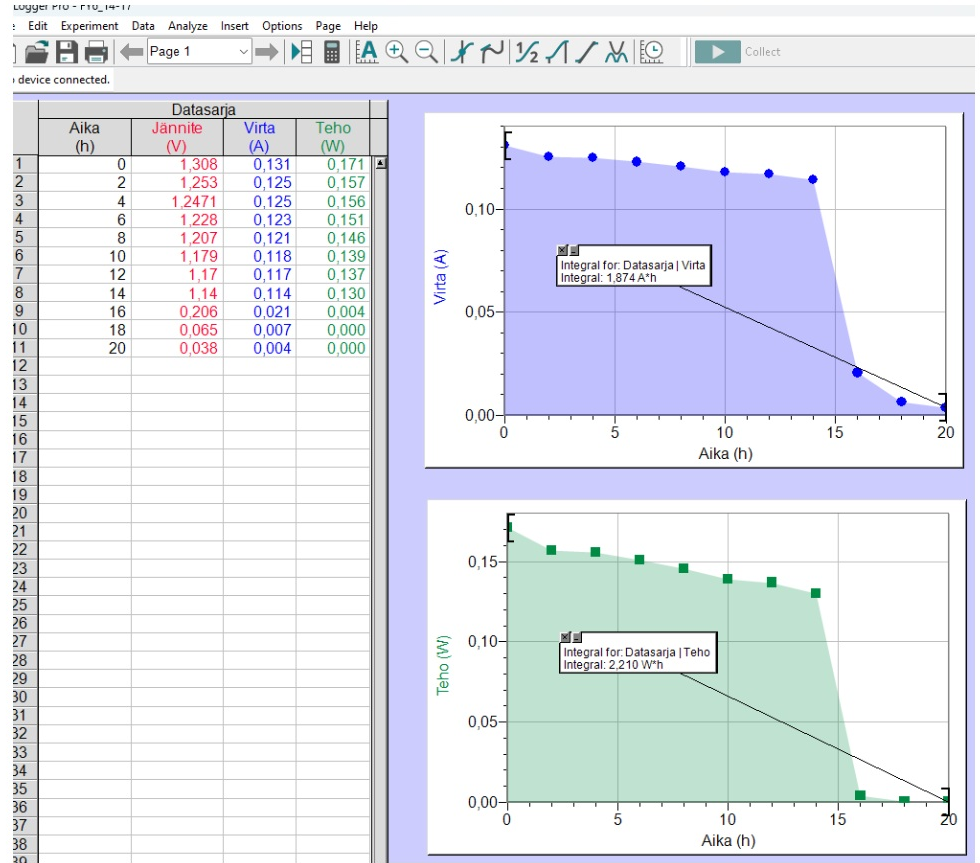 Logger Pro - FY6_14-17
Edit Experiment Data Analyze Insert Options Page Help
Page 1
Collect
device connected.
Datasarja
Aika Jännite Virta Teho
(h) (V) (A) (W)
1 0 1,308 0,131 0,171
2 2 1,253 0,125 0,157
3 4 1,2471 0,125 0,156
4 6 1,228 0,123 0,151
5 8 1,207 0,121 0,146
6 10 1,179 0,118 0,139
7 12 1,17 0,117 0,137
8 14 1,14 0,114 0,130
9 16 0,206 0,021 0,004
10 18 0,065 0,007 0,000
11 20 0,038 0,004 0,000
12
13
14
15
16
17
18
19
20
21
22
23
24
25
26
27
28
29
30
31
32
33
34
35
36
37
38
39
Virta (A)
0,10
0,05
0,00
Integral for: Datasarja | Virta
Integral: 1,874 A*h
0 5 10 15 20
Aika (h)
Teho (W)
0,15
0,10
0,05
0,00
Integral for: Datasarja | Teho
Integral: 2,210 W*h
0 5 10 15 20
Aika (h)